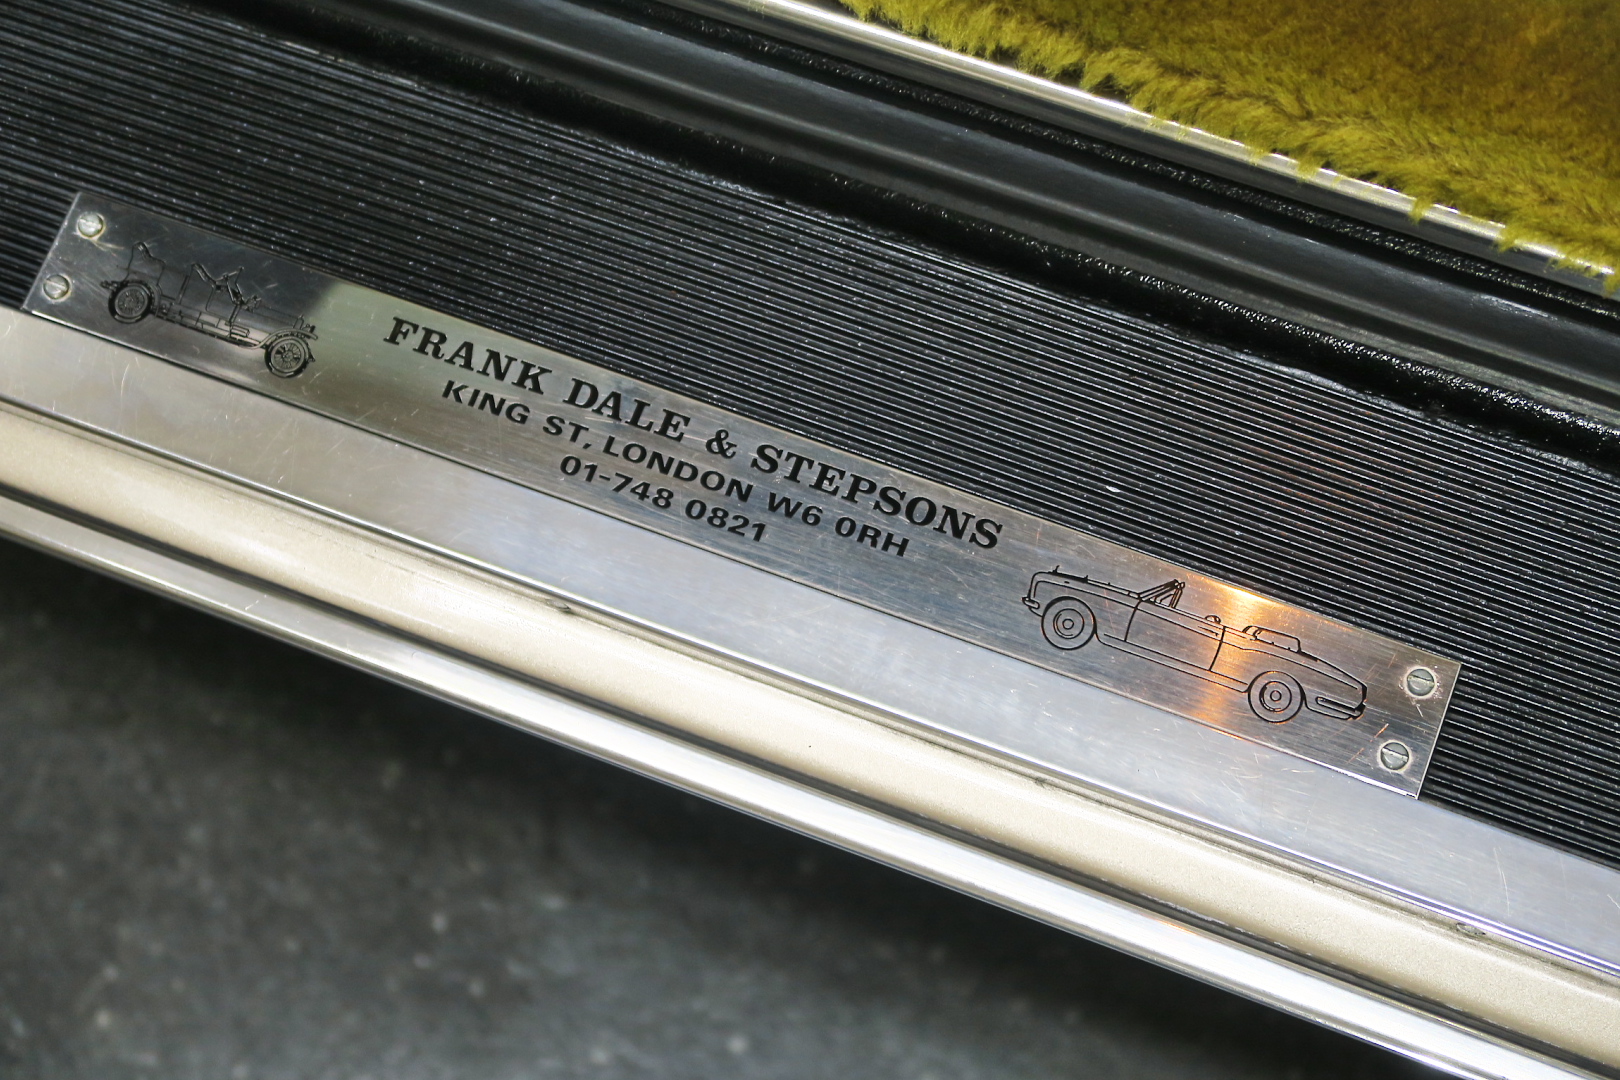 FRANK DALE & STEPSONS
KING ST, LONDON W6 0RH
01-748 0821